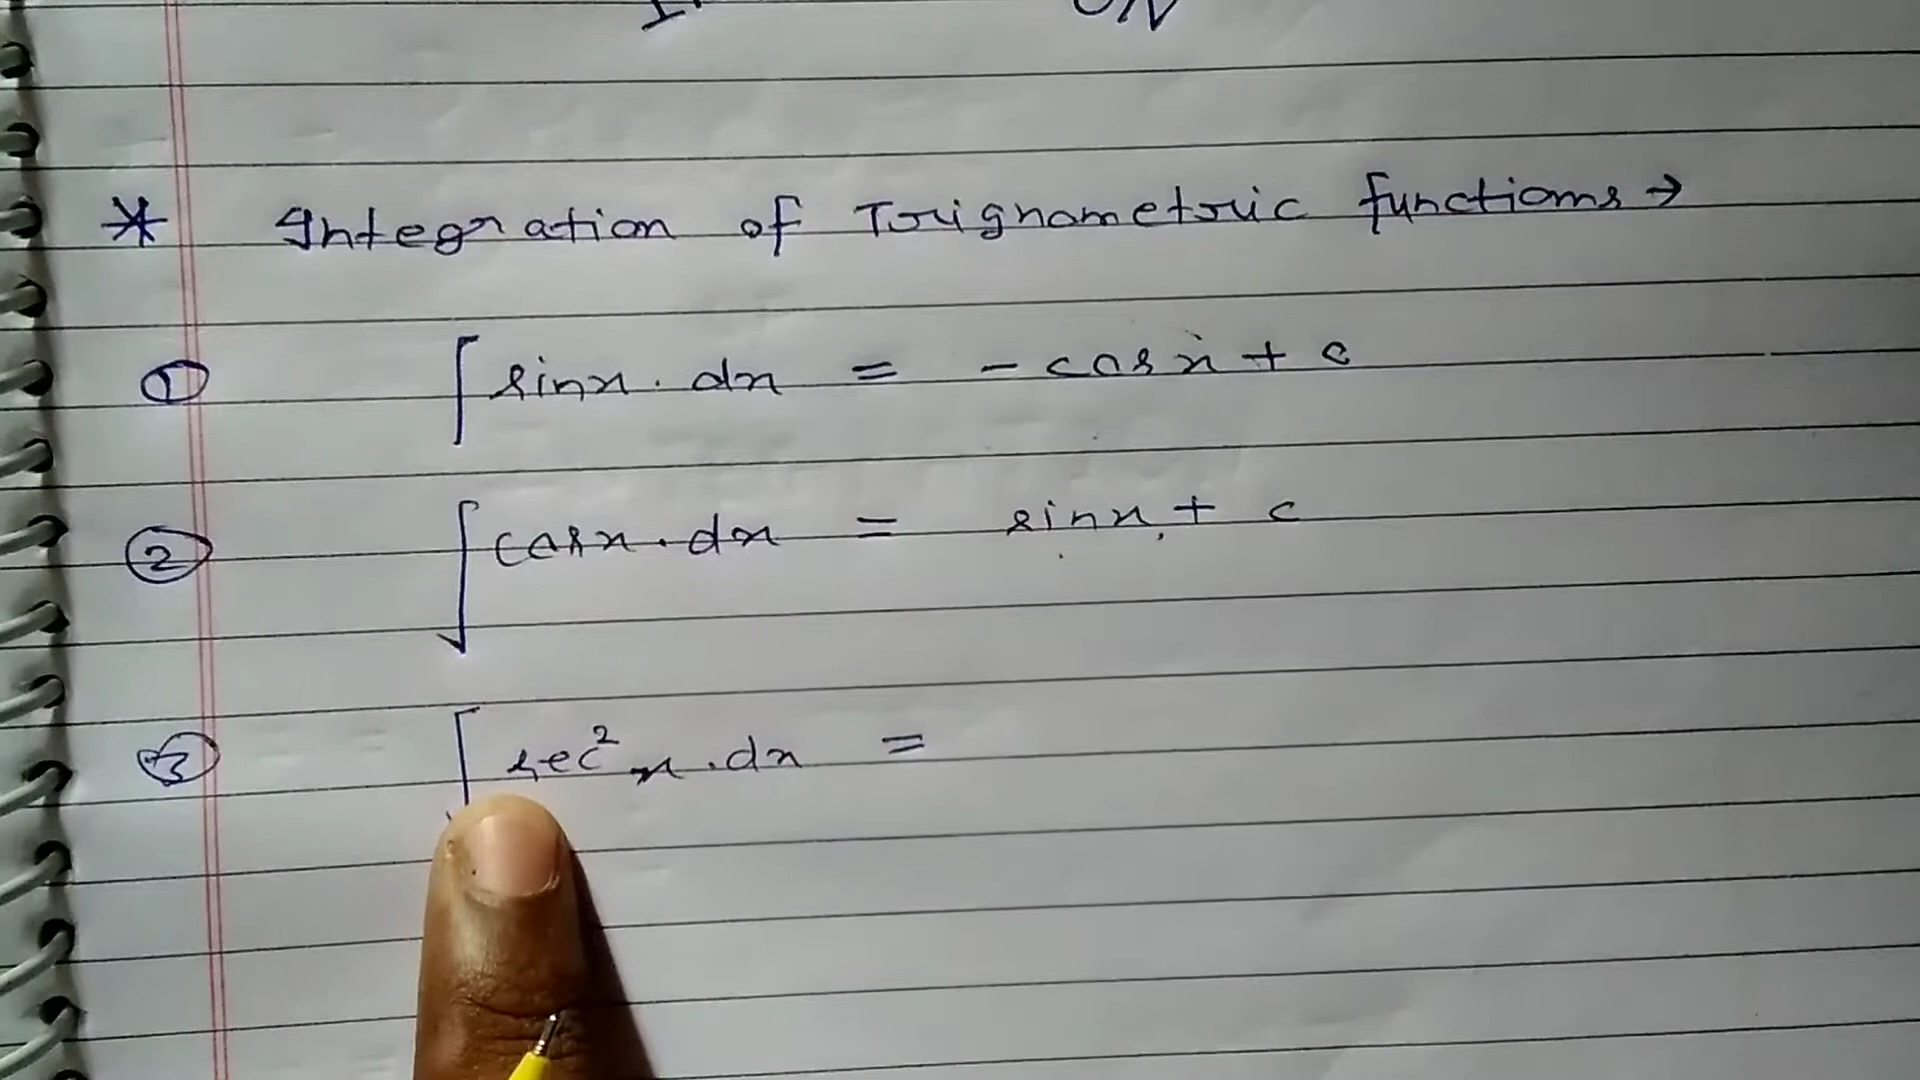 * Integration of Trignometric functions →
① ∫ sinx . dx = - cosx + c
② ∫ cosx . dx = sinx + c
③ ∫ sec²x . dx =